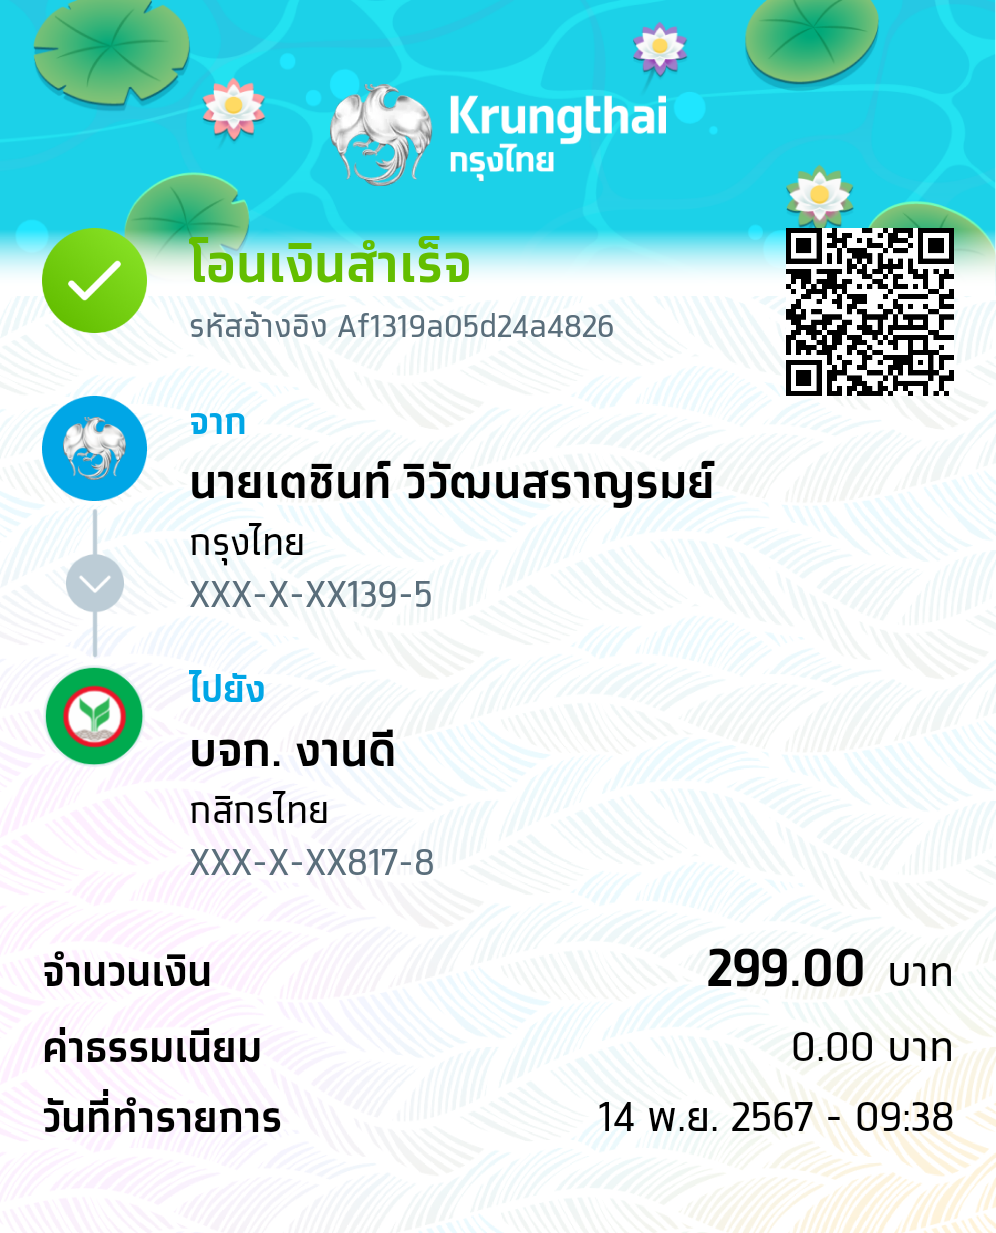 Krungthai
กรุงไทย
โอนเงินสำเร็จ
รหัสอ้างอิง Af1319a05d24a4826
จาก
นายเตชินท์ วิวัฒนสราญรมย์
กรุงไทย
XXX-X-XX139-5
ไปยัง
บจก. งานดี
กสิกรไทย
XXX-X-XX817-8
จำนวนเงิน 299.00 บาท
ค่าธรรมเนียม 0.00 บาท
วันที่ทำรายการ 14 พ.ย. 2567 - 09:38